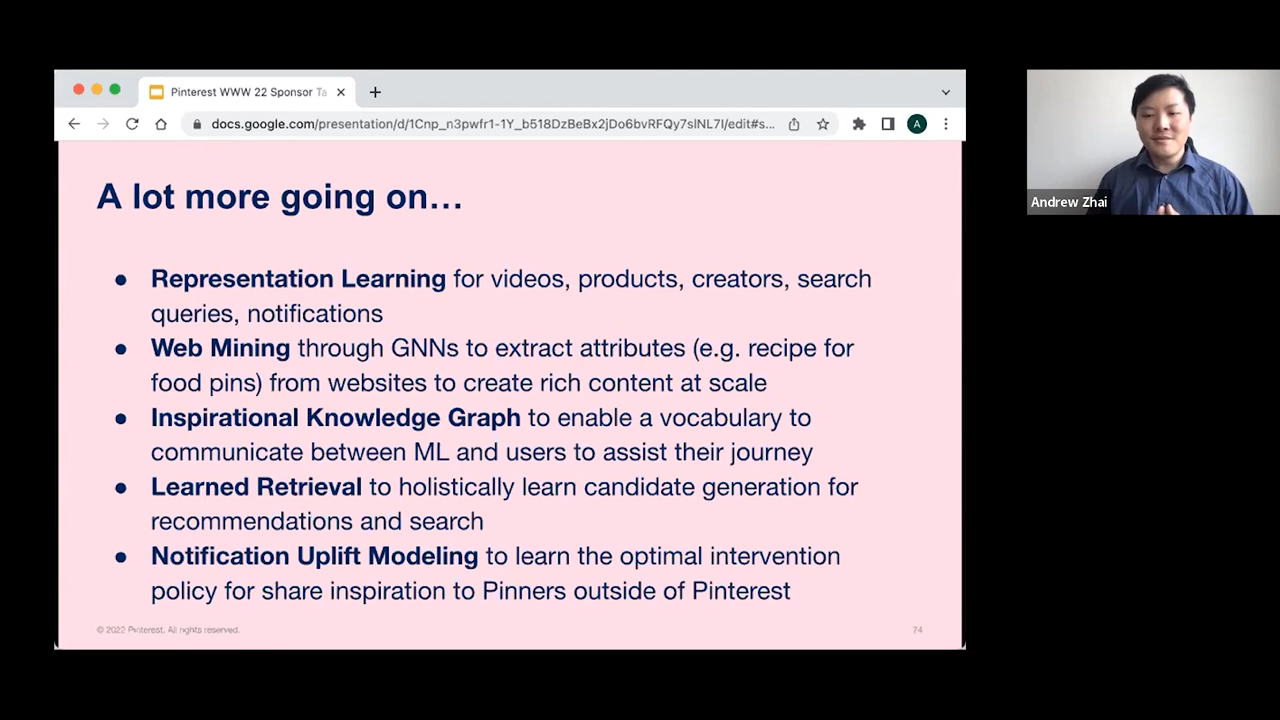 Pinterest WWW 22 Sponsor Ta
docs.google.com/presentation/d/1Cnp_n3pwfr1-1Y_b518DzBeBx2jDo6bvRFQy7slNL7I/edit#s...
A
A lot more going on...
● Representation Learning for videos, products, creators, search
queries, notifications
● Web Mining through GNNs to extract attributes (e.g. recipe for
food pins) from websites to create rich content at scale
● Inspirational Knowledge Graph to enable a vocabulary to
communicate between ML and users to assist their journey
● Learned Retrieval to holistically learn candidate generation for
recommendations and search
● Notification Uplift Modeling to learn the optimal intervention
policy for share inspiration to Pinners outside of Pinterest
© 2022 Pinterest. All rights reserved.
74
Andrew Zhai